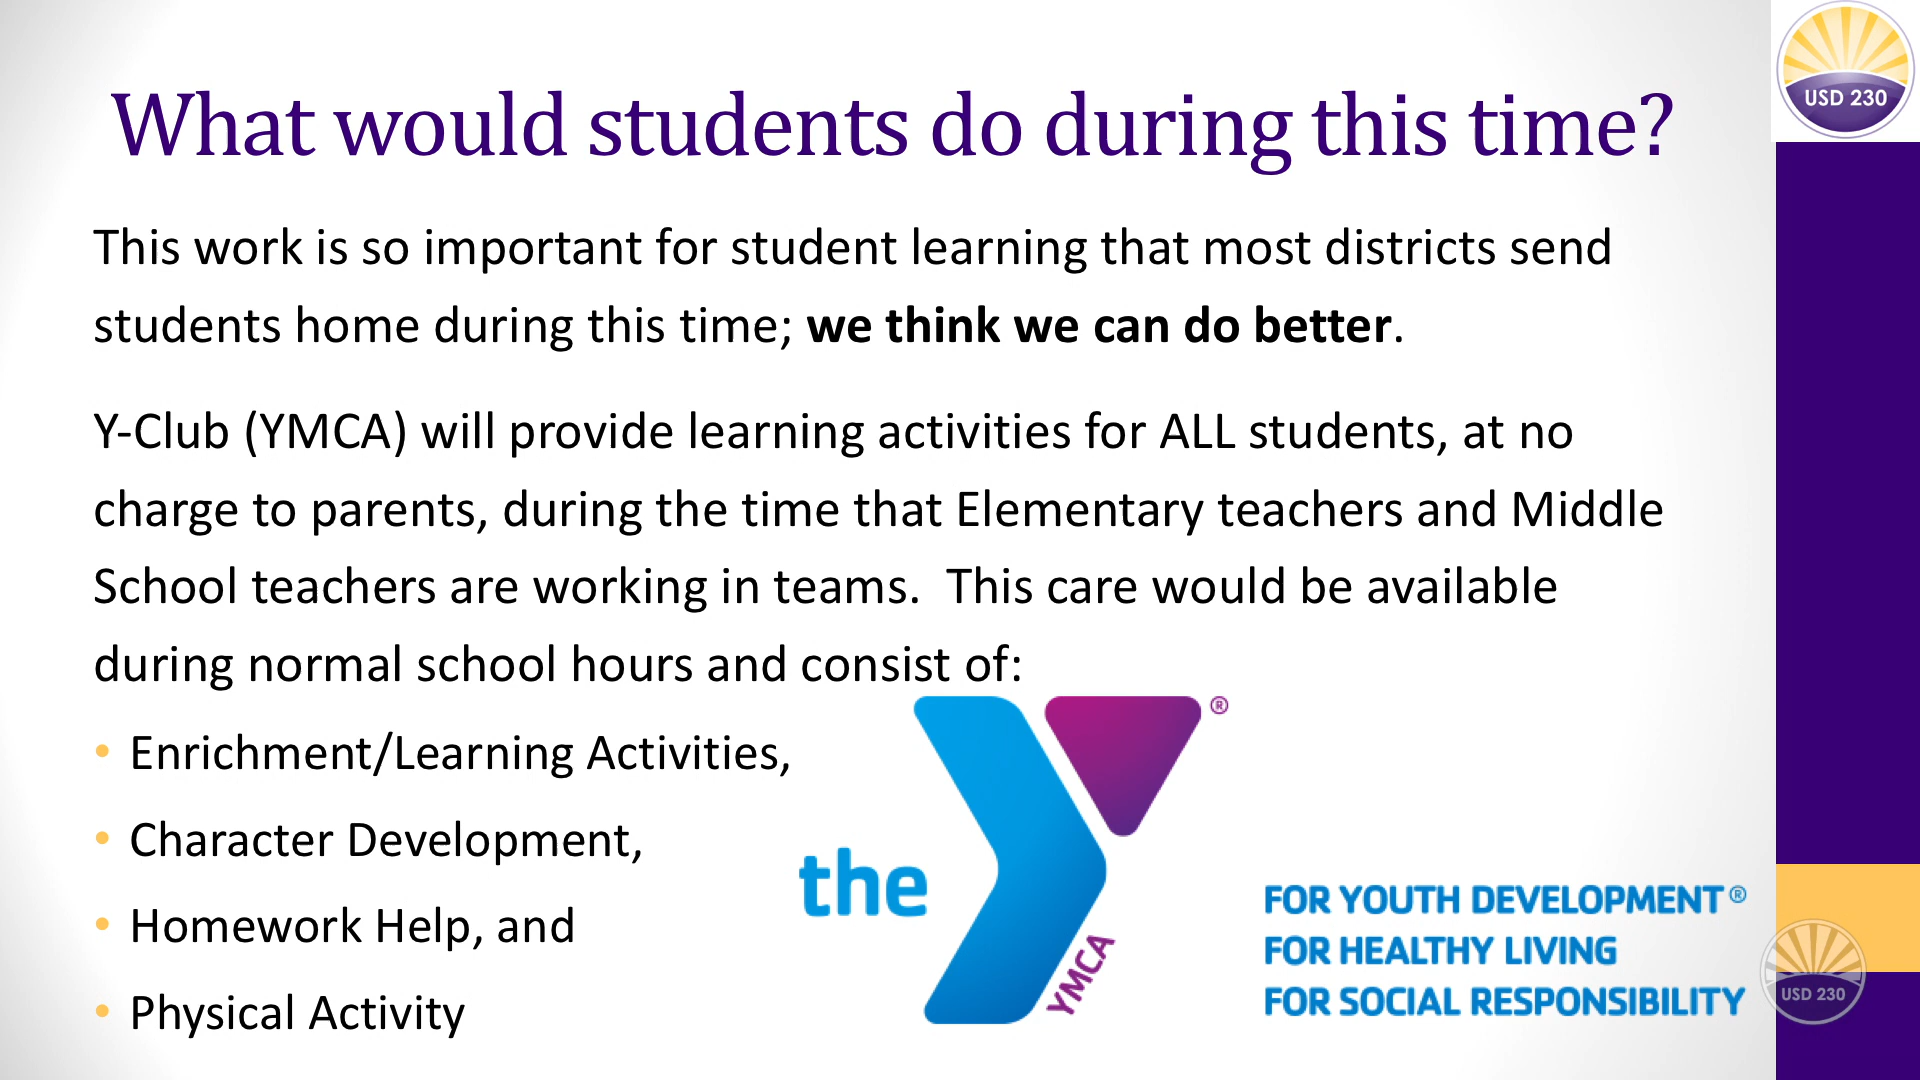 USD 230
What would students do during this time?
This work is so important for student learning that most districts send
students home during this time; we think we can do better.
Y-Club (YMCA) will provide learning activities for ALL students, at no
charge to parents, during the time that Elementary teachers and Middle
School teachers are working in teams.  This care would be available
during normal school hours and consist of:
• Enrichment/Learning Activities,
• Character Development,
• Homework Help, and
• Physical Activity
the
YMCA
®
FOR YOUTH DEVELOPMENT®
FOR HEALTHY LIVING
FOR SOCIAL RESPONSIBILITY
USD 230